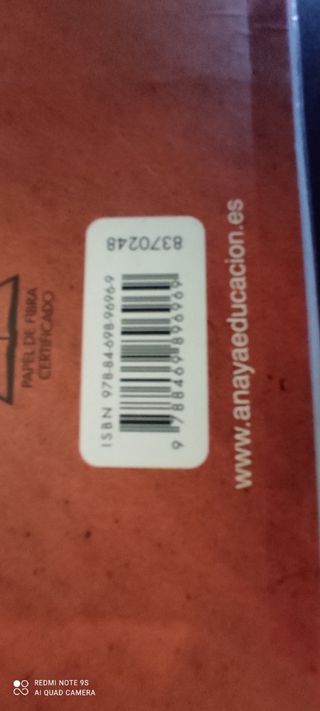 PAPEL DE FIBRA
CERTIFICADO
ISBN 978-84-698-9696-9
9 788469 896969
8370248
www.anayaeducacion.es
REDMI NOTE 9S
AI QUAD CAMERA